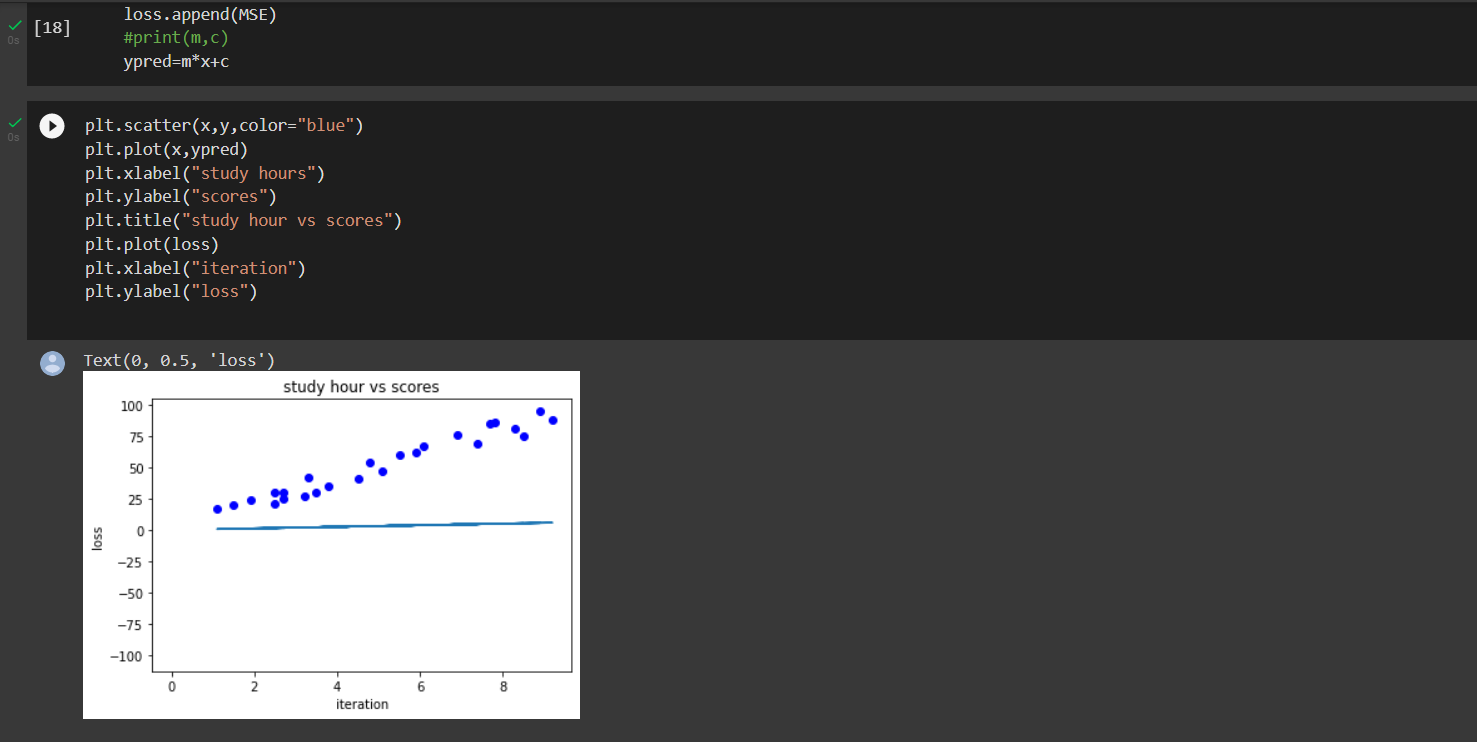 loss.append(MSE)
[18]
#print(m,c)
0s
ypred=m*x+c
plt.scatter(x,y,color="blue")
0s
plt.plot(x,ypred)
plt.xlabel("study hours")
plt.ylabel("scores")
plt.title("study hour vs scores")
plt.plot(loss)
plt.xlabel("iteration")
plt.ylabel("loss")
Text(0, 0.5, 'loss')
study hour vs scores
100
75
50
25
0
−25
−50
−75
−100
loss
0 2 4 6 8
iteration